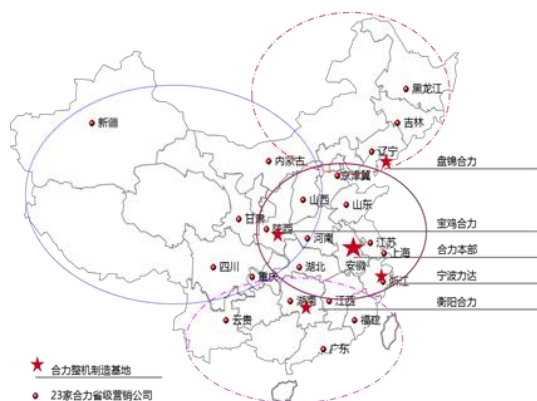 黑龙江
新疆
吉林
辽宁
内蒙古
盘锦合力
京津冀
山西
山东
甘肃
陕西
宝鸡合力
河南
江苏
合力本部
上海
安徽
四川
湖北
重庆
浙江
宁波力达
湖南
江西
衡阳合力
云贵
福建
广东
合力整机制造基地
23家合力省级营销公司